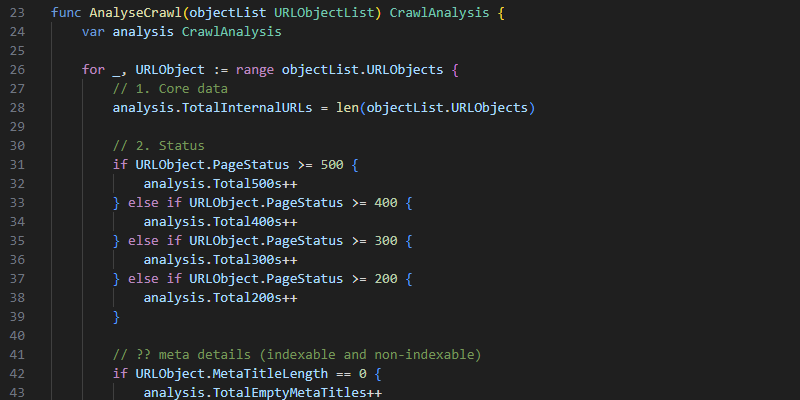 23 func AnalyseCrawl(objectList URLObjectList) CrawlAnalysis {
24 var analysis CrawlAnalysis
25
26 for _, URLObject := range objectList.URLObjects {
27 // 1. Core data
28 analysis.TotalInternalURLs = len(objectList.URLObjects)
29
30 // 2. Status
31 if URLObject.PageStatus >= 500 {
32 analysis.Total500s++
33 } else if URLObject.PageStatus >= 400 {
34 analysis.Total400s++
35 } else if URLObject.PageStatus >= 300 {
36 analysis.Total300s++
37 } else if URLObject.PageStatus >= 200 {
38 analysis.Total200s++
39 }
40
41 // ?? meta details (indexable and non-indexable)
42 if URLObject.MetaTitleLength == 0 {
43 analysis.TotalEmptyMetaTitles++